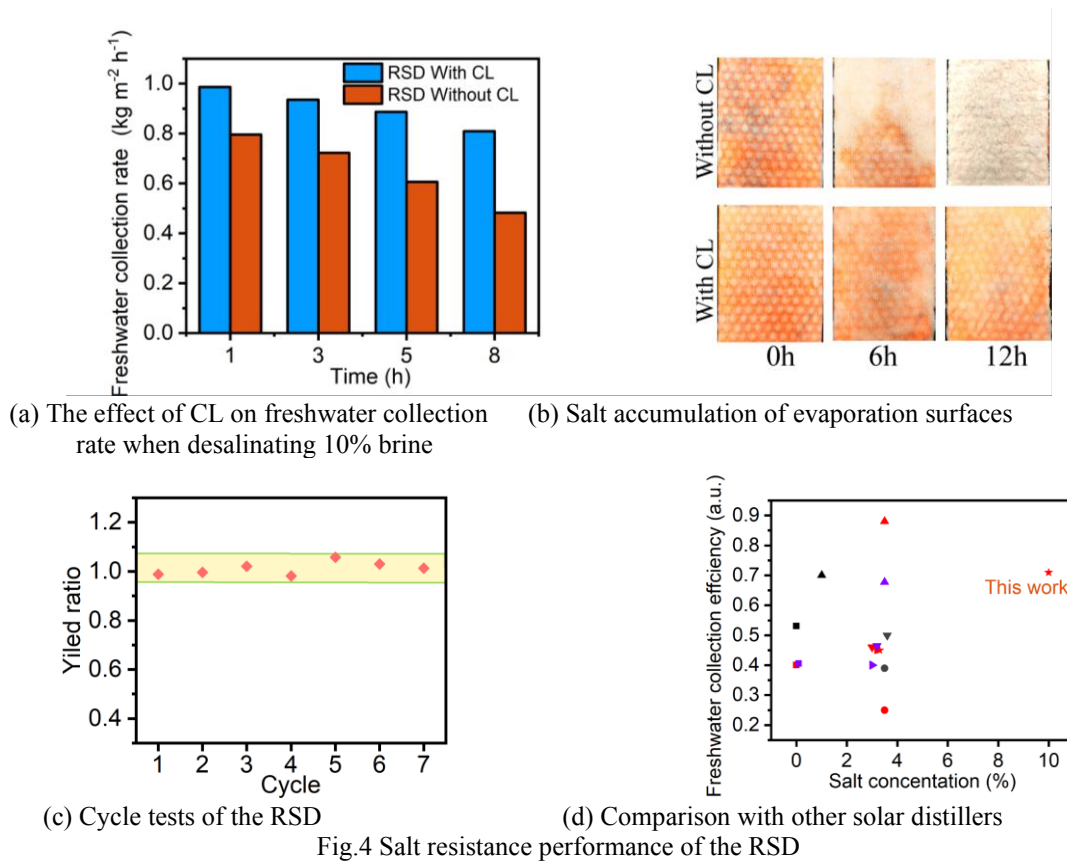 Freshwater collection rate (kg m⁻² h⁻¹)
1.0
0.8
0.6
0.4
0.2
0.0
RSD With CL
RSD Without CL
1 3 5 8
Time (h)
Without CL
With CL
0h 6h 12h
(a) The effect of CL on freshwater collection
rate when desalinating 10% brine
(b) Salt accumulation of evaporation surfaces
Yiled ratio
1.2
1.0
0.8
0.6
0.4
1 2 3 4 5 6 7
Cycle
Freshwater collection effciency (a.u.)
0.9
0.8
0.7
0.6
0.5
0.4
0.3
0.2
This work
0 2 4 6 8 10
Salt concentation (%)
(c) Cycle tests of the RSD
(d) Comparison with other solar distillers
Fig.4 Salt resistance performance of the RSD